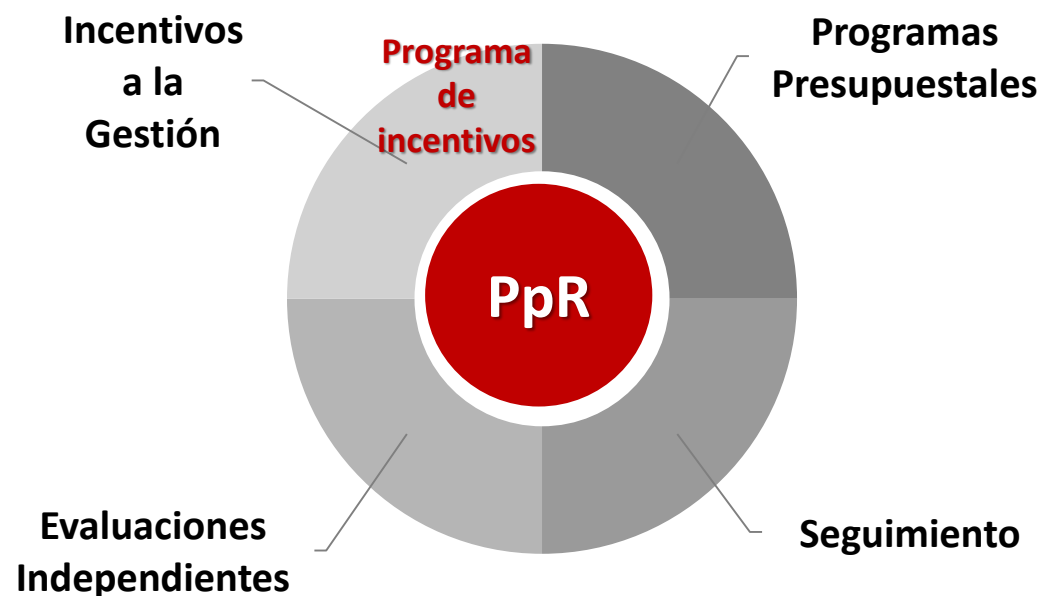 Incentivos
a la
Gestión
Programa
de
incentivos
Programas
Presupuestales
PpR
Evaluaciones
Independientes
Seguimiento